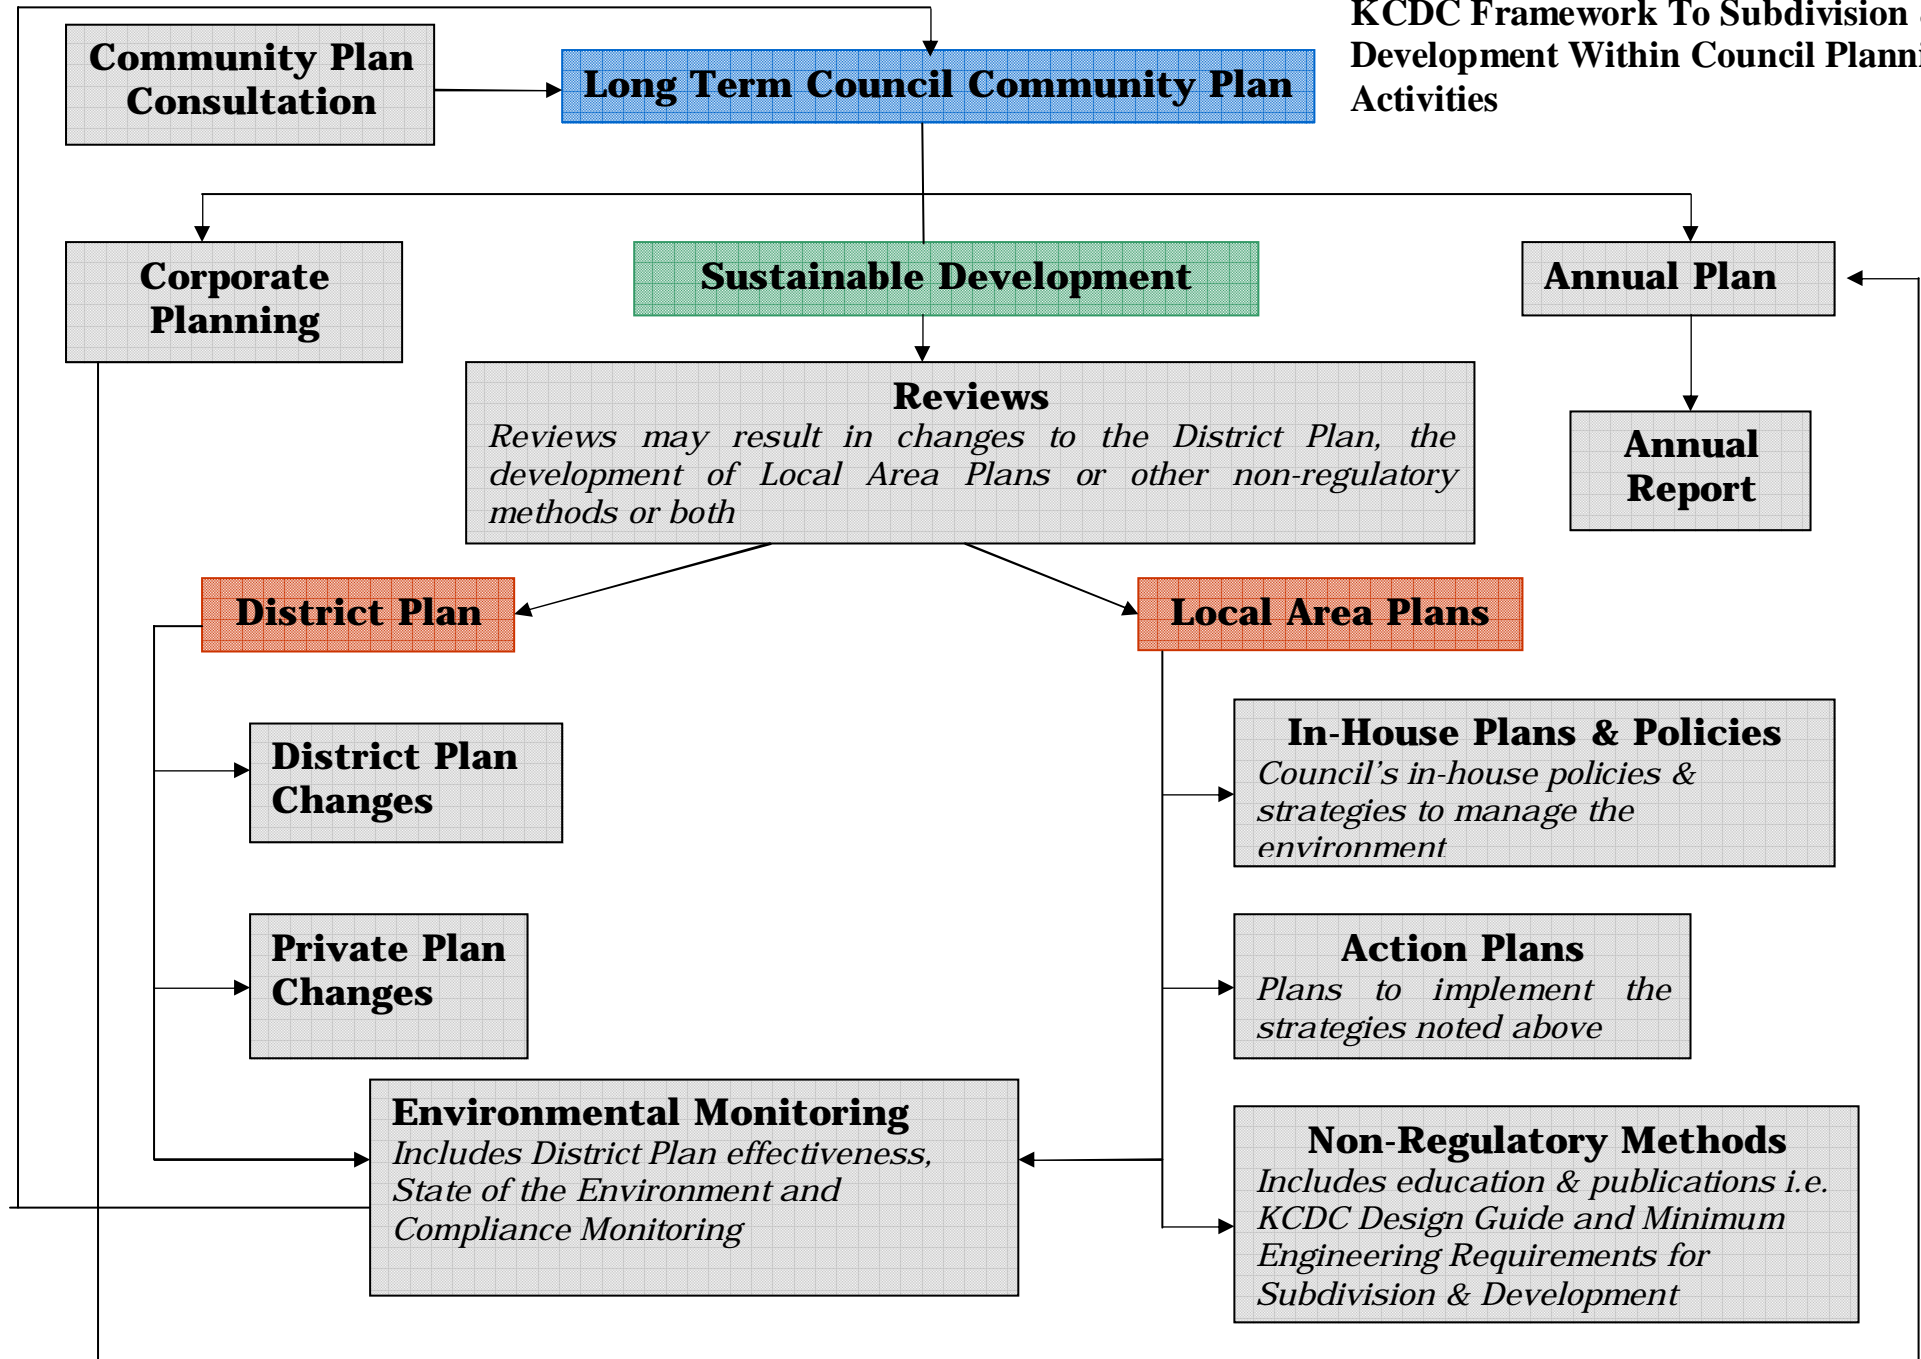 KCDC Framework To Subdivision
Development Within Council
Activities
Community Plan
Consultation
Long Term Council Community Plan
Corporate
Planning
Sustainable Development
Annual Plan
Reviews
Reviews may result in changes to the District Plan, the
development of Local Area Plans or other non-regulatory
methods or both
Annual
Report
District Plan
Local Area Plans
District Plan
Changes
In-House Plans & Policies
Council's in-house policies &
strategies to manage the
environment
Private Plan
Changes
Action Plans
Plans to implement the
strategies noted above
Environmental Monitoring
Includes District Plan effectiveness,
State of the Environment and
Compliance Monitoring
Non-Regulatory Methods
Includes education & publications i.e.
KCDC Design Guide and Minimum
Engineering Requirements for
Subdivision & Development